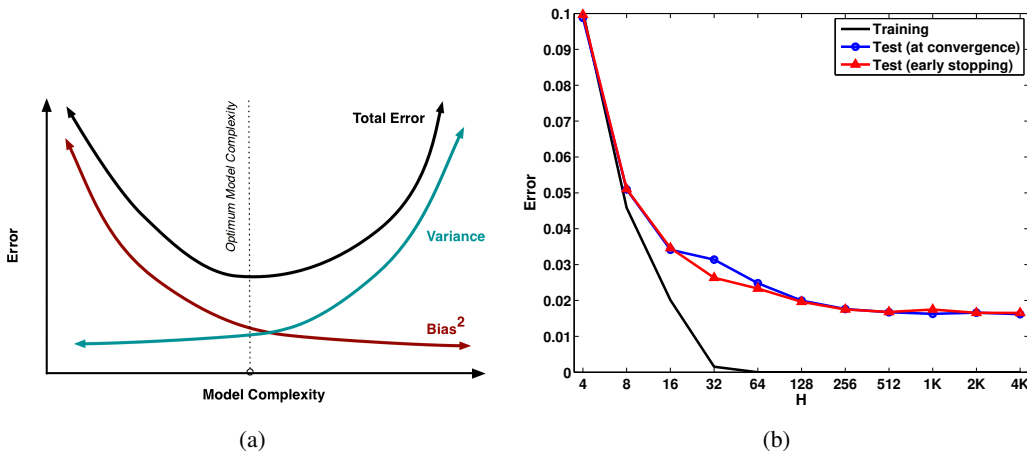 Error
Optimum Model Complexity
Total Error
Variance
Bias2
Model Complexity
(a)
Training
Test (at convergence)
Test (early stopping)
0.1
0.09
0.08
0.07
0.06
0.05
0.04
0.03
0.02
0.01
0
Error
4 8 16 32 64 128 256 512 1K 2K 4K
H
(b)